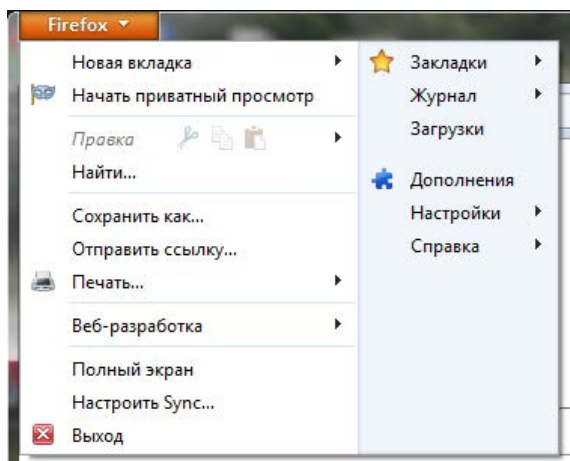 Firefox
Новая вкладка
Начать приватный просмотр
Правка
Найти...
Сохранить как...
Отправить ссылку...
Печать...
Веб-разработка
Полный экран
Настроить Sync...
Выход
Закладки
Журнал
Загрузки
Дополнения
Настройки
Справка